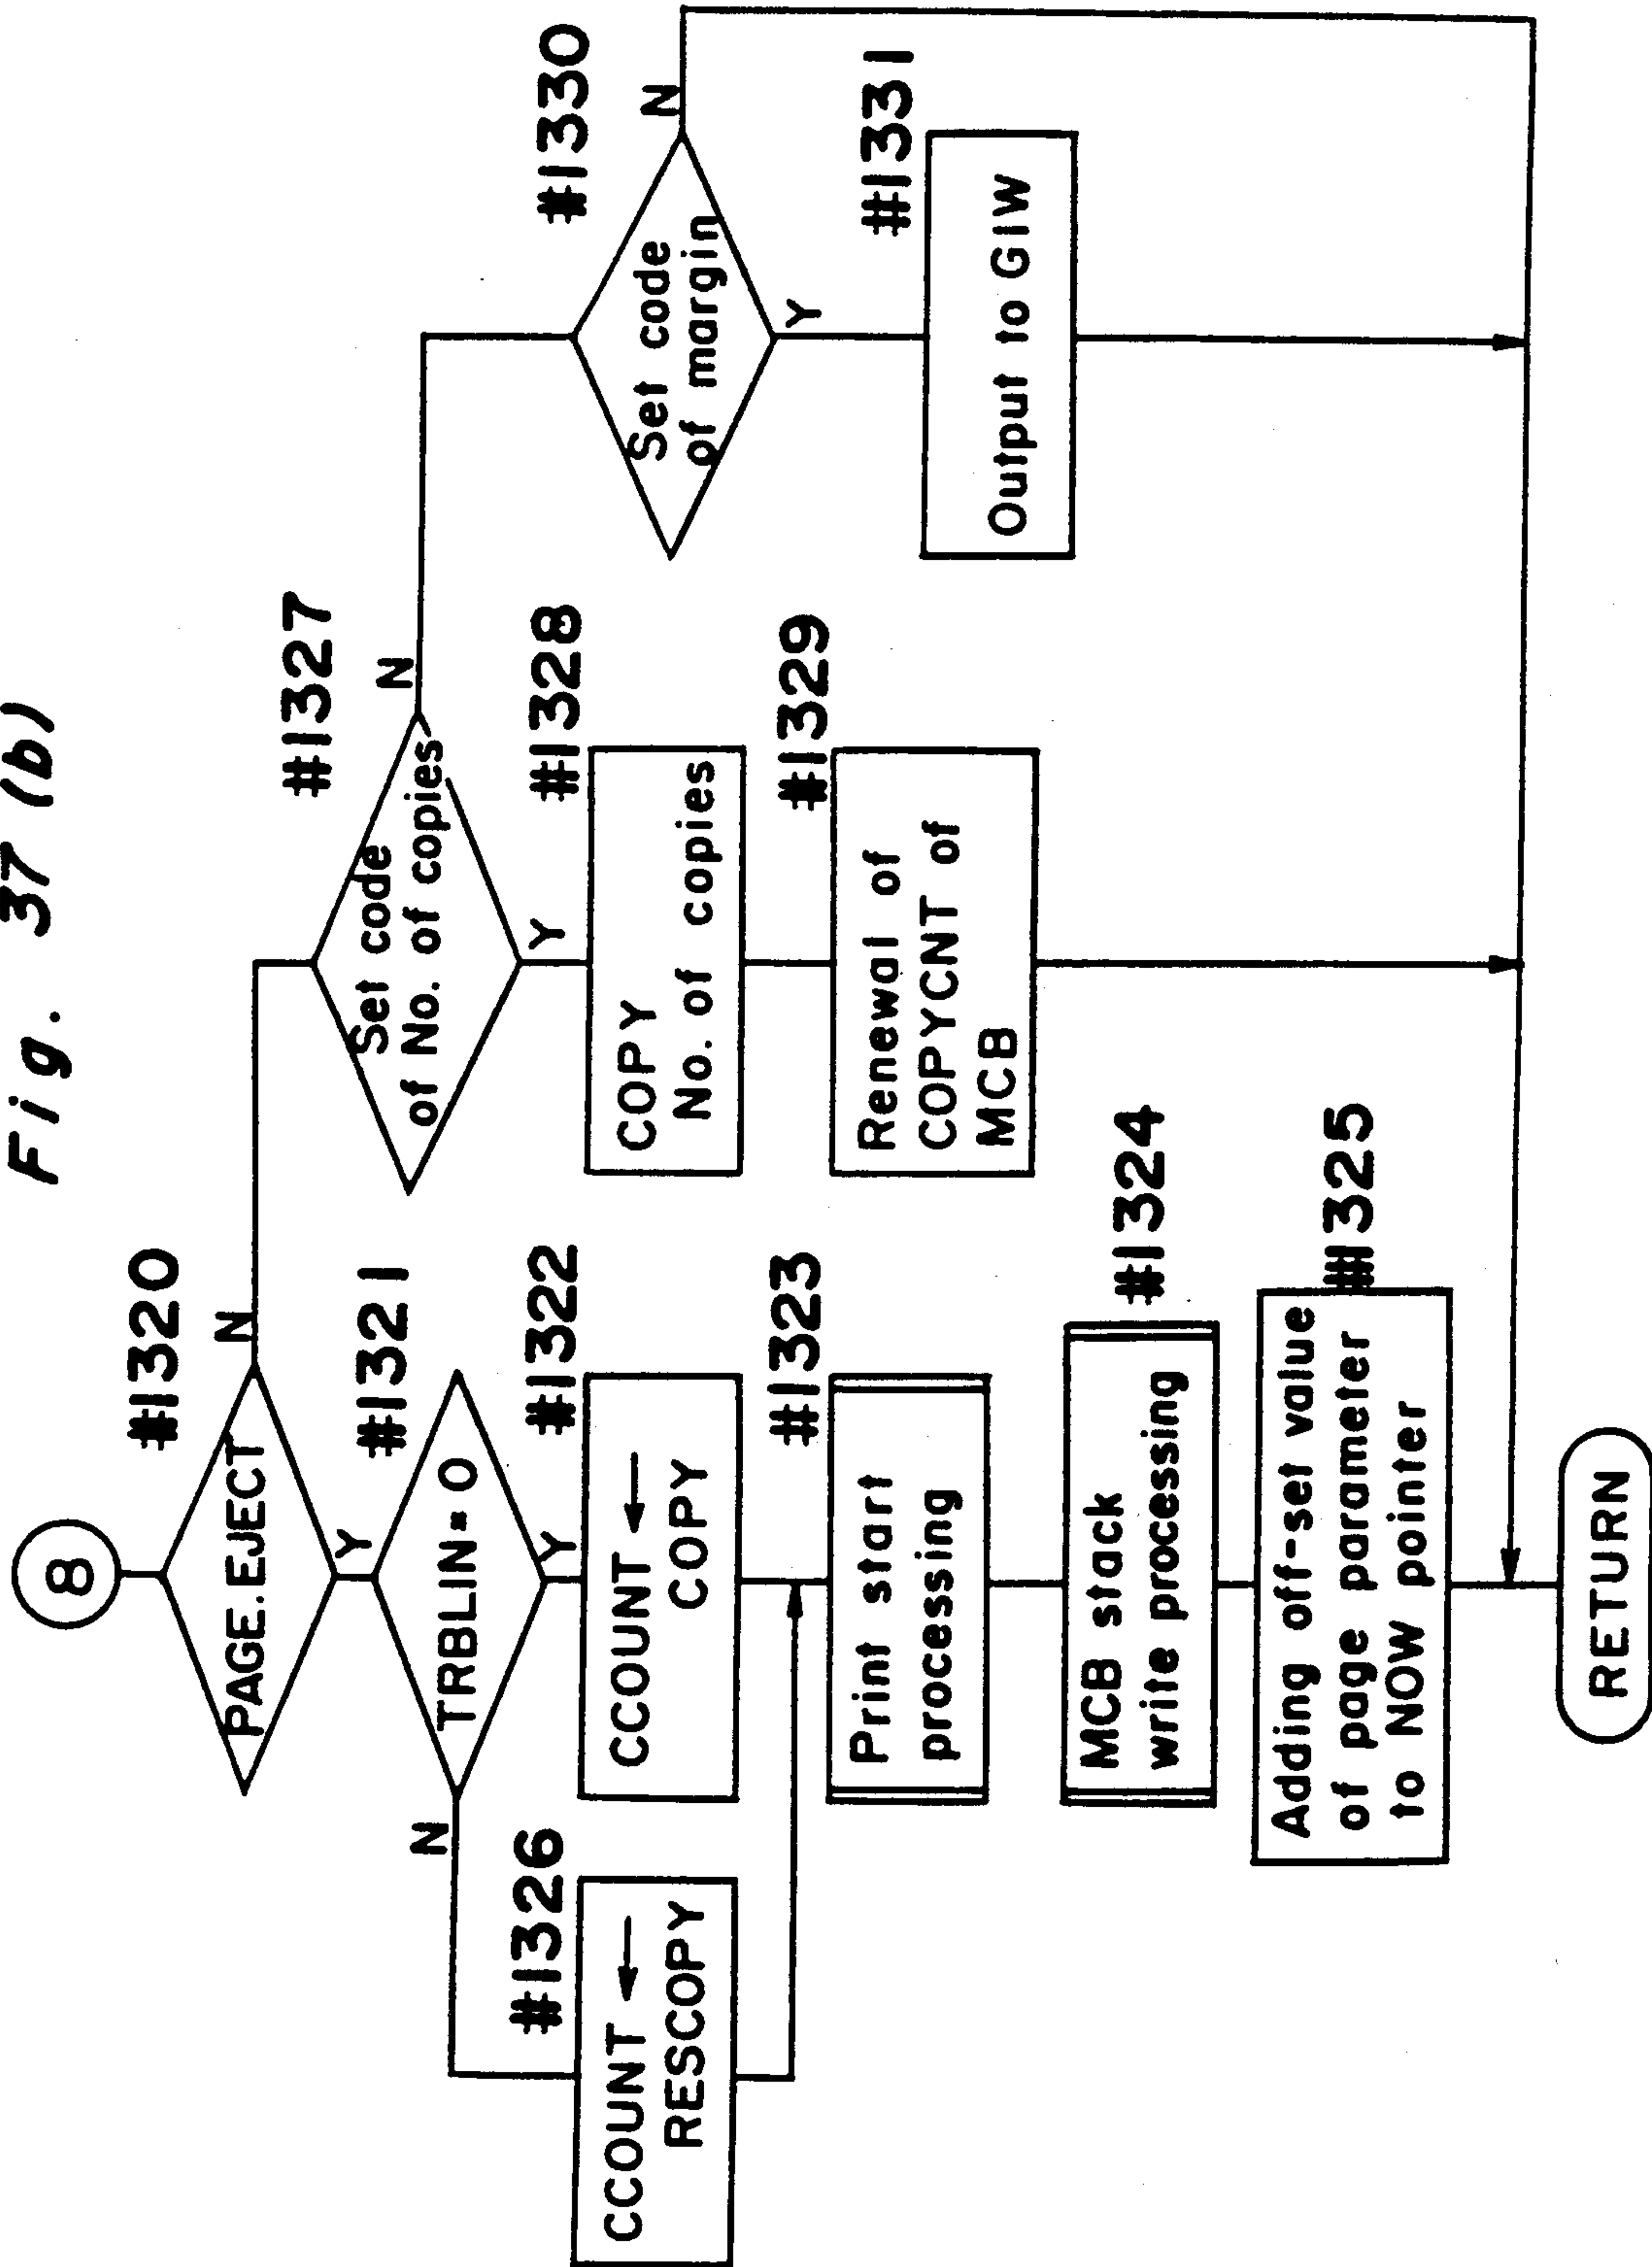 Fig. 37 (b)
8
#1320
PAGE.EJECT
N
Y
#1321
TRBLIN=0
N
Y
#1322
CCOUNT ←
COPY
#1326
CCOUNT ←
RESCOPY
#1323
Print start
processing
#1324
MCB stack
write processing
#1325
Adding off-set value
of page parameter
to NOW pointer
RETURN
#1327
Set code
of No. of copies
N
Y
#1328
COPY
No. of copies
#1329
Renewal of
COPYCNT of
MCB
#1330
Set code
of margin
N
Y
#1331
Output to GIW